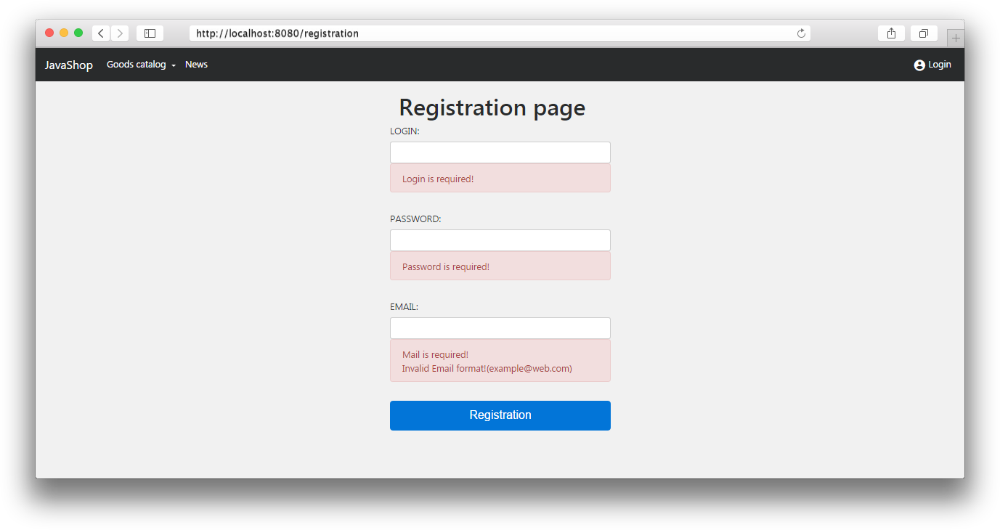 http://localhost:8080/registration
JavaShop Goods catalog News Login
Registration page
LOGIN:
Login is required!
PASSWORD:
Password is required!
EMAIL:
Mail is required!
Invalid Email format!(example@web.com)
Registration